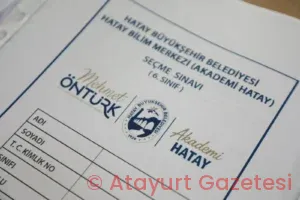 HATAY BÜYÜKŞEHİR BELEDİYESİ
HATAY BİLİM MERKEZİ (AKADEMİ HATAY)
SEÇME SINAVI
(6. SINIF)
Mehmet
ÖNTÜRK
Akademi
HATAY
ADI
SOYADI
T.C. KİMLİK NO
SINIFI
© Atayurt Gazetesi